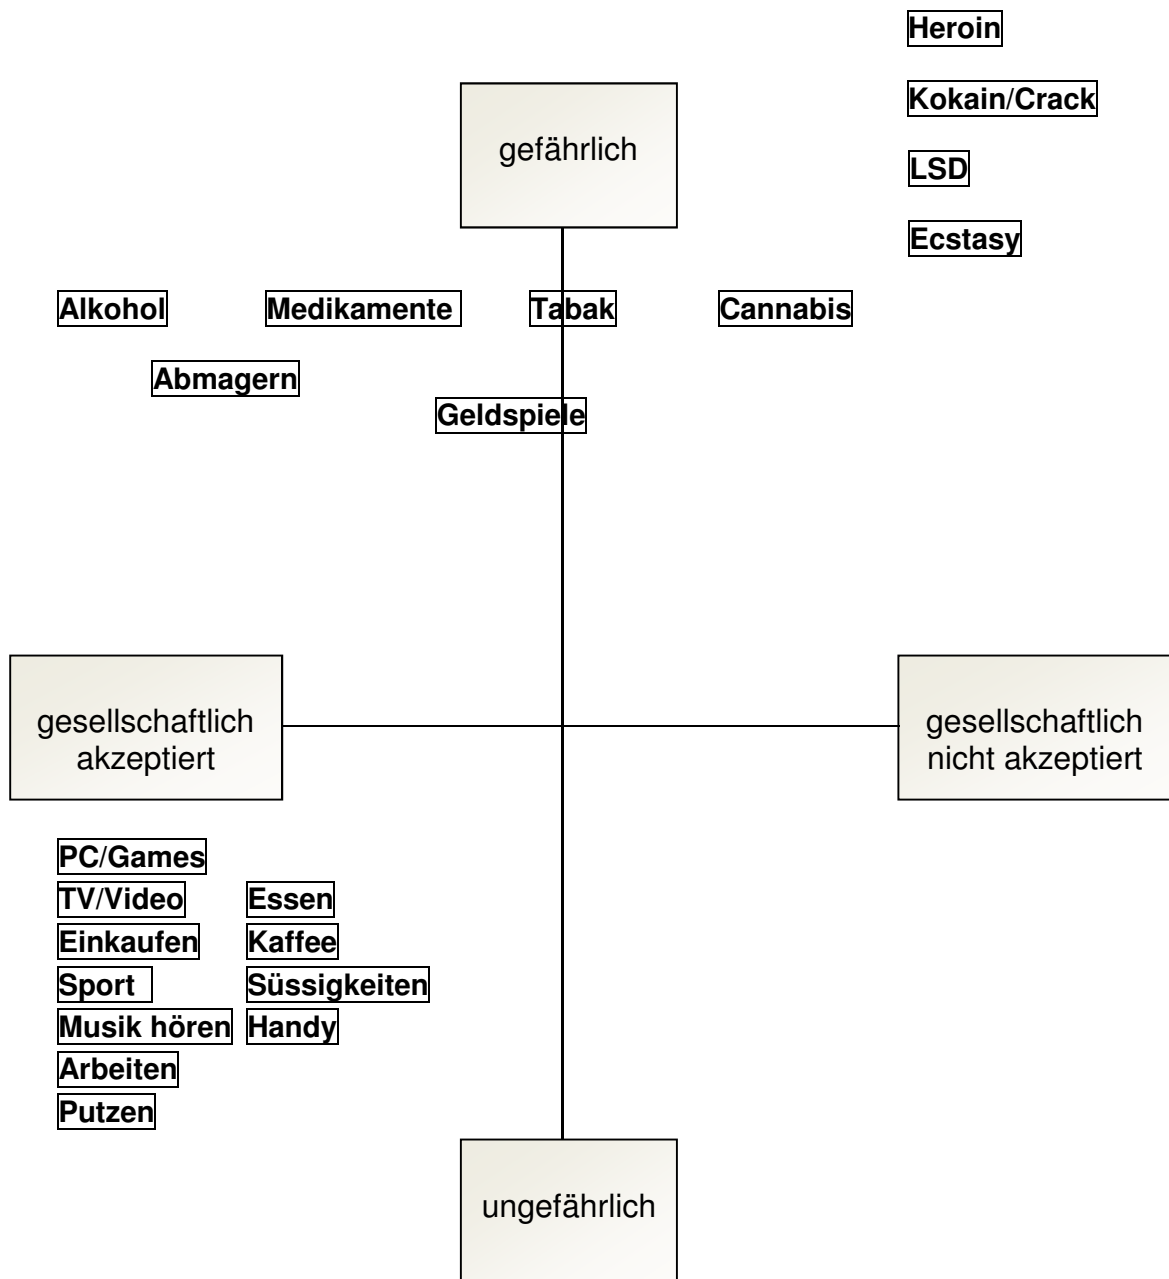 Heroin
Kokain/Crack
gefährlich
LSD
Ecstasy
Alkohol Medikamente Tabak Cannabis
Abmagern
Geldspiele
gesellschaftlich
akzeptiert
gesellschaftlich
nicht akzeptiert
PC/Games
TV/Video Essen
Einkaufen Kaffee
Sport Süssigkeiten
Musik hören Handy
Arbeiten
Putzen
ungefährlich